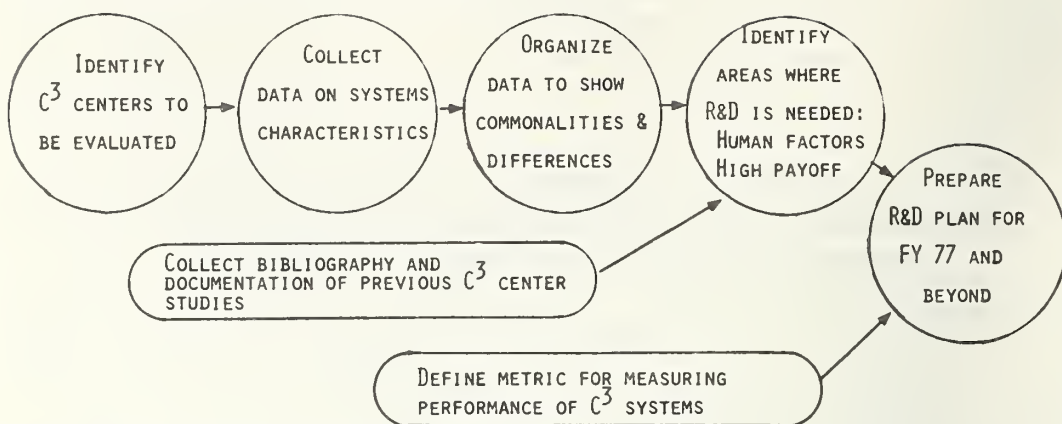 IDENTIFY
C³ CENTERS TO
BE EVALUATED
COLLECT
DATA ON SYSTEMS
CHARACTERISTICS
ORGANIZE
DATA TO SHOW
COMMONALITIES &
DIFFERENCES
IDENTIFY
AREAS WHERE
R&D IS NEEDED:
HUMAN FACTORS
HIGH PAYOFF
PREPARE
R&D PLAN FOR
FY 77 AND
BEYOND
COLLECT BIBLIOGRAPHY AND
DOCUMENTATION OF PREVIOUS C³ CENTER
STUDIES
DEFINE METRIC FOR MEASURING
PERFORMANCE OF C³ SYSTEMS